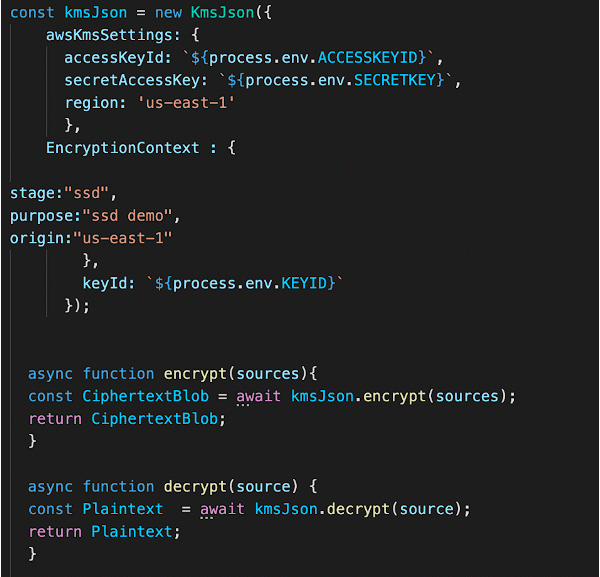 const kmsJson = new KmsJson({
awsKmsSettings: {
accessKeyId: `${process.env.ACCESSKEYID}`,
secretAccessKey: `${process.env.SECRETKEY}`,
region: 'us-east-1'
},
EncryptionContext : {
stage:"ssd",
purpose:"ssd demo",
origin:"us-east-1"
},
keyId: `${process.env.KEYID}`
});
async function encrypt(sources){
const CiphertextBlob = await kmsJson.encrypt(sources);
return CiphertextBlob;
}
async function decrypt(source) {
const Plaintext  = await kmsJson.decrypt(source);
return Plaintext;
}